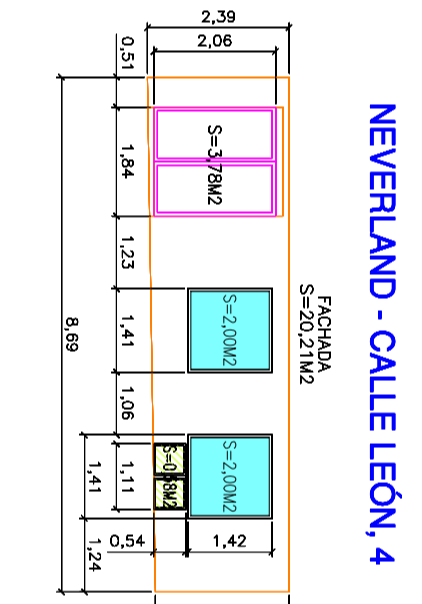 NEVERLAND - CALLE LEÓN, 4
FACHADA
S=20,21M2
2,39
2,06
0,51
1,84
1,23
1,41
1,06
1,11
1,41
1,24
8,69
0,54
1,42
S=3,78M2
S=2,00M2
S=2,00M2
S=0,58M2